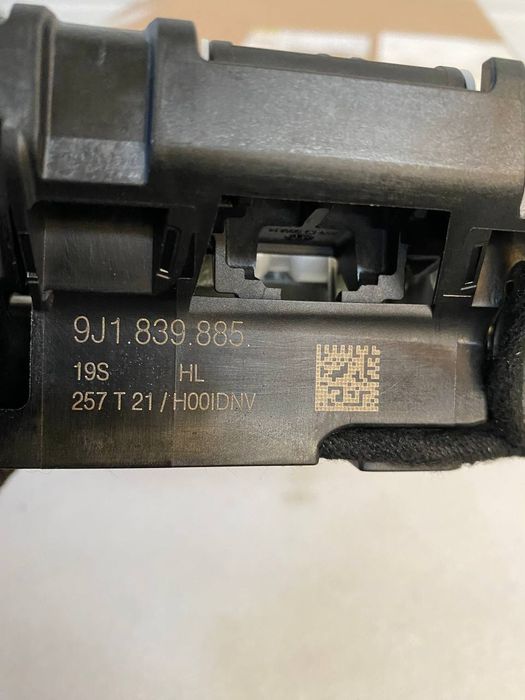 9J1.839.885.
19S HL
257 T 21 / H00IDNV